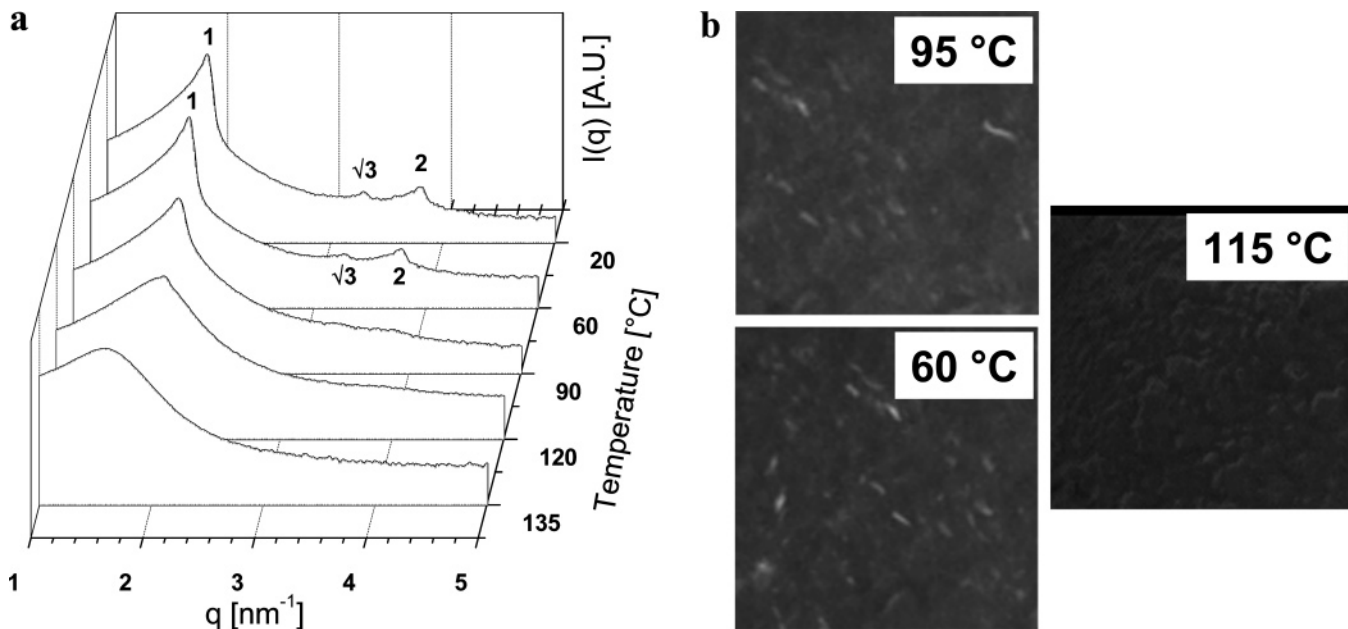 a
1
1
√3
2
√3
2
I(q) [A.U.]
20
60
90
120
135
Temperature [°C]
1
2
3
4
5
q [nm⁻¹]
b
95 °C
60 °C
115 °C